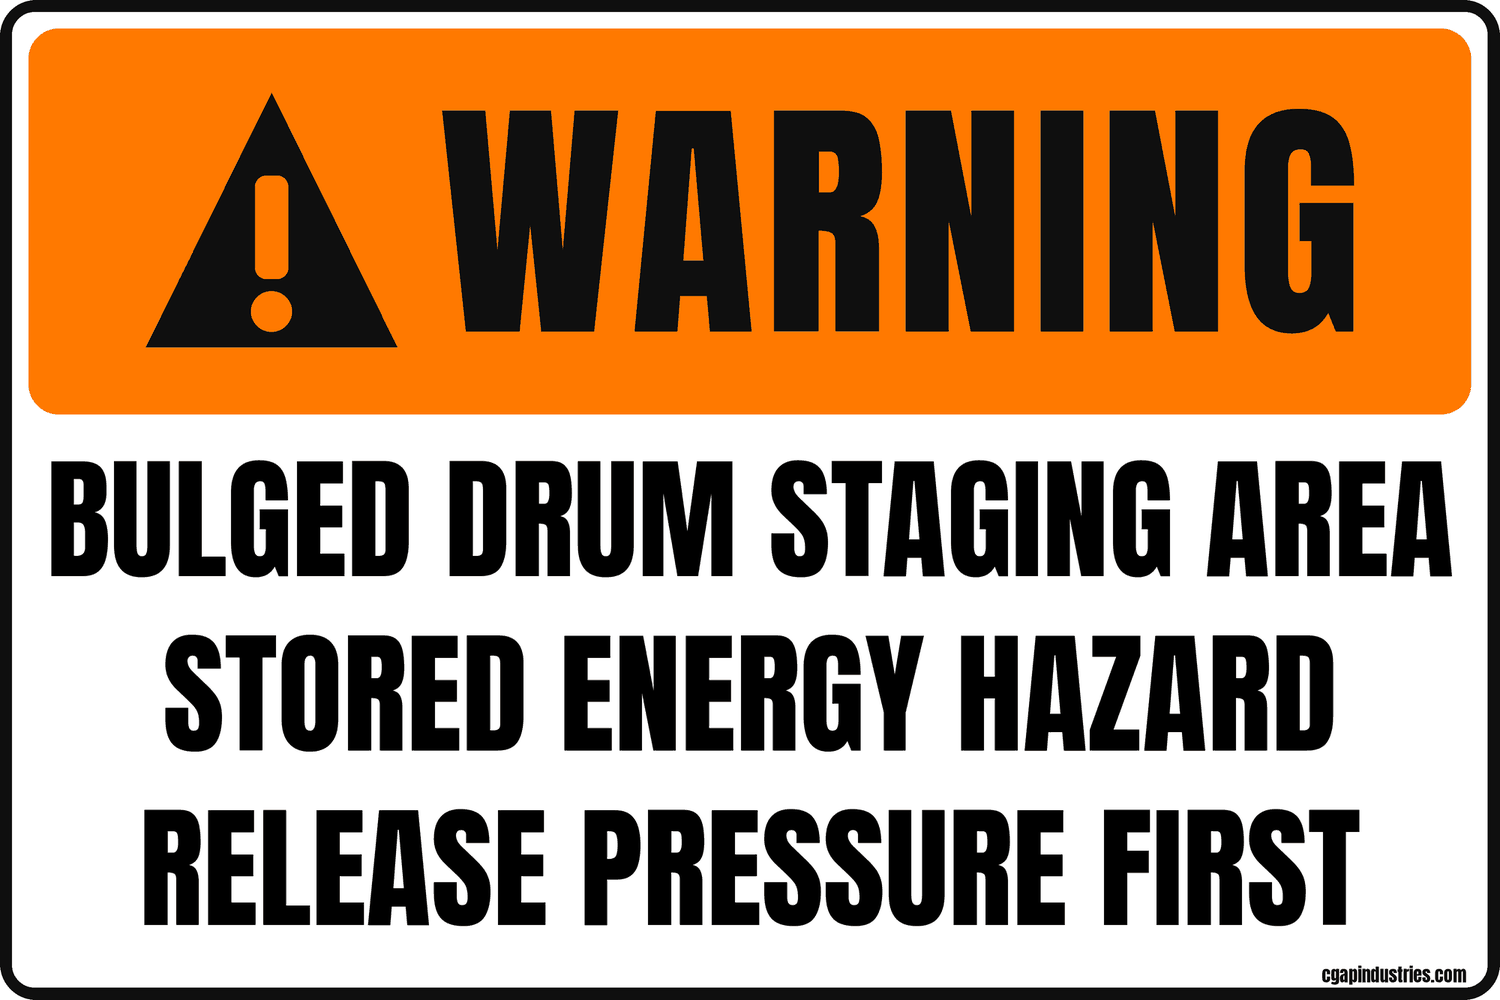 WARNING
BULGED DRUM STAGING AREA
STORED ENERGY HAZARD
RELEASE PRESSURE FIRST
cgapindustries.com